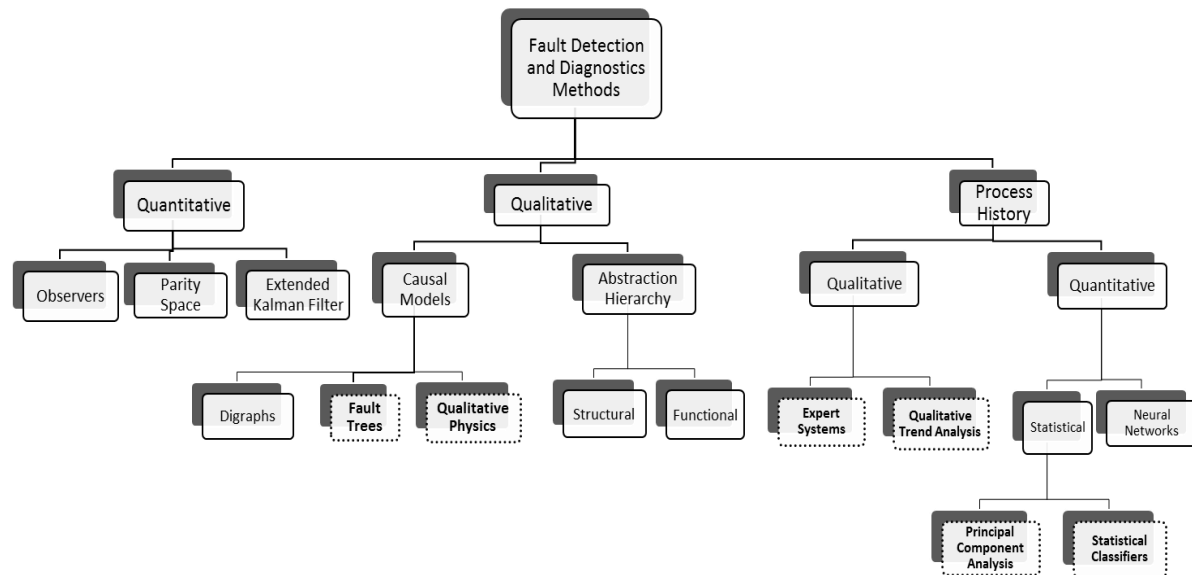 Fault Detection
and Diagnostics
Methods
Quantitative
Qualitative
Process
History
Observers
Parity
Space
Extended
Kalman Filter
Causal
Models
Abstraction
Hierarchy
Qualitative
Quantitative
Digraphs
Fault
Trees
Qualitative
Physics
Structural
Functional
Expert
Systems
Qualitative
Trend Analysis
Statistical
Neural
Networks
Principal
Component
Analysis
Statistical
Classifiers